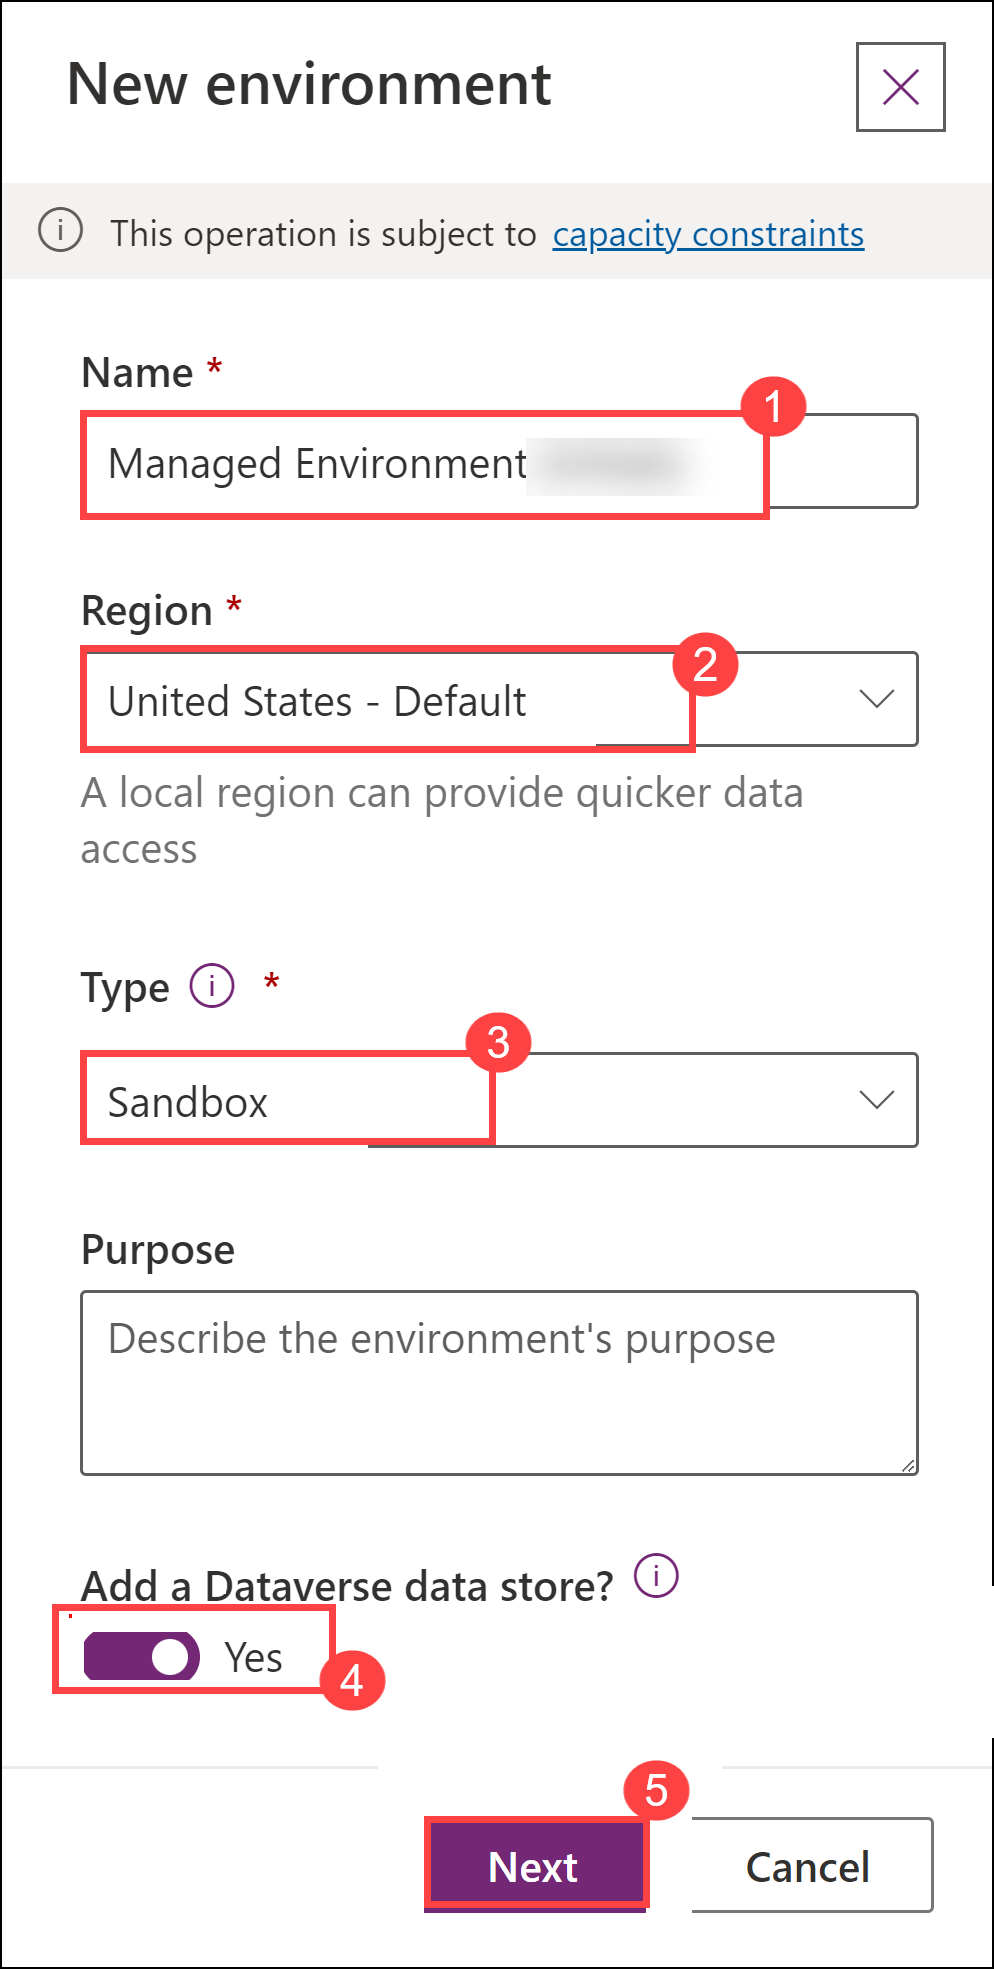 New environment
This operation is subject to capacity constraints
Name *
1
Managed Environment
Region *
2
United States - Default
A local region can provide quicker data
access
Type i *
3
Sandbox
Purpose
Describe the environment's purpose
Add a Dataverse data store? i
Yes
4
5
Next Cancel